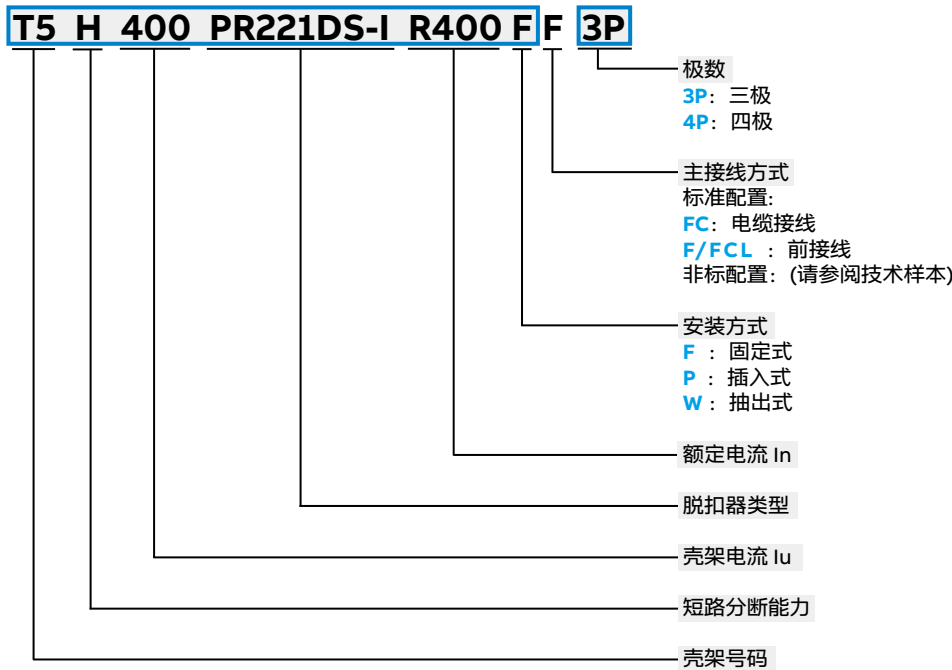 T5 H 400 PR221DS-I R400 F F 3P
极数
3P：三极
4P：四极
主接线方式
标准配置:
FC：电缆接线
F/FCL ：前接线
非标配置：(请参阅技术样本)
安装方式
F ：固定式
P ：插入式
W ：抽出式
额定电流 In
脱扣器类型
壳架电流 Iu
短路分断能力
壳架号码